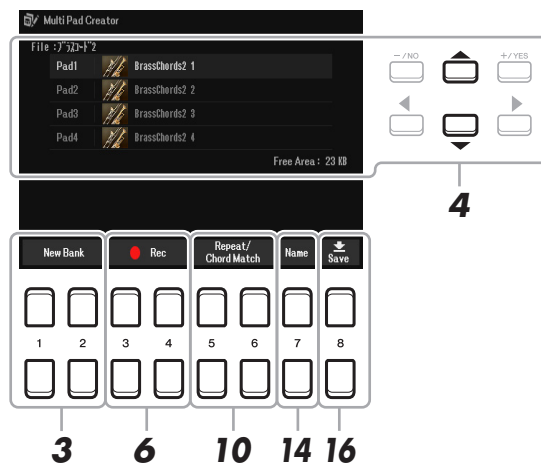 Multi Pad Creator
File :ﾌﾞﾗｽｺｰﾄﾞ2
Pad1 BrassChords2 1
Pad2 BrassChords2 2
Pad3 BrassChords2 3
Pad4 BrassChords2 4
Free Area : 23 KB
−/NO
+/YES
4
New Bank
Rec
Repeat/
Chord Match
Name
Save
1 2 3 4 5 6 7 8
3 6 10 14 16